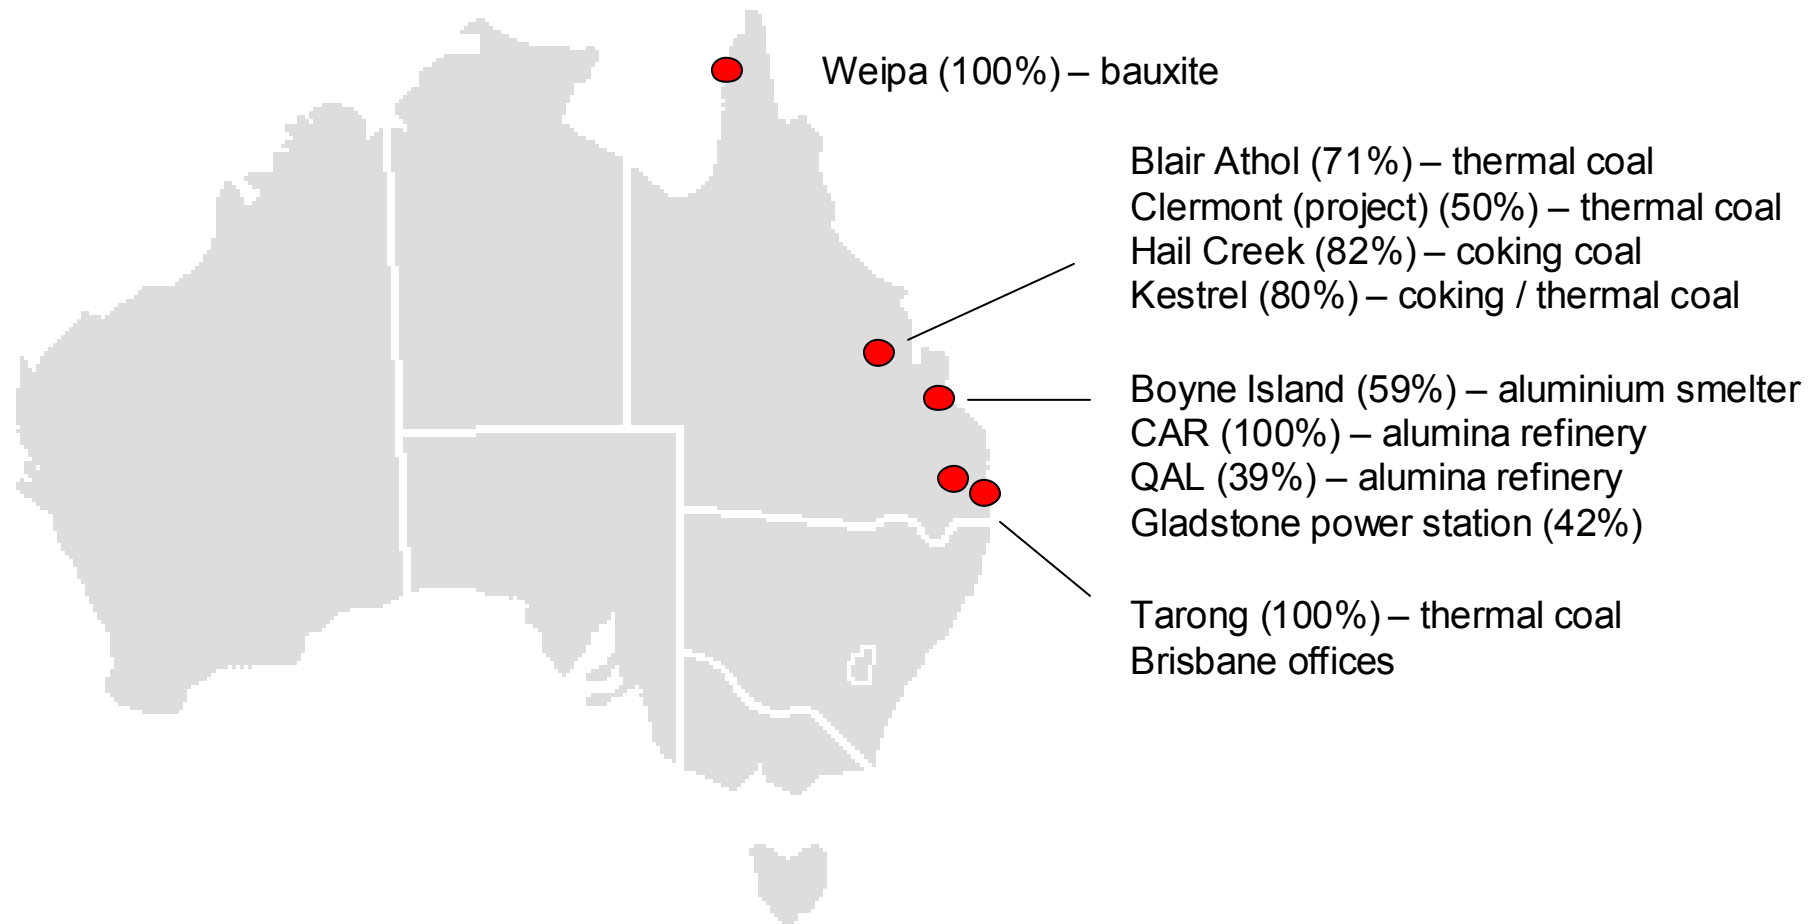 Weipa (100%) – bauxite
Blair Athol (71%) – thermal coal
Clermont (project) (50%) – thermal coal
Hail Creek (82%) – coking coal
Kestrel (80%) – coking / thermal coal
Boyne Island (59%) – aluminium smelter
CAR (100%) – alumina refinery
QAL (39%) – alumina refinery
Gladstone power station (42%)
Tarong (100%) – thermal coal
Brisbane offices